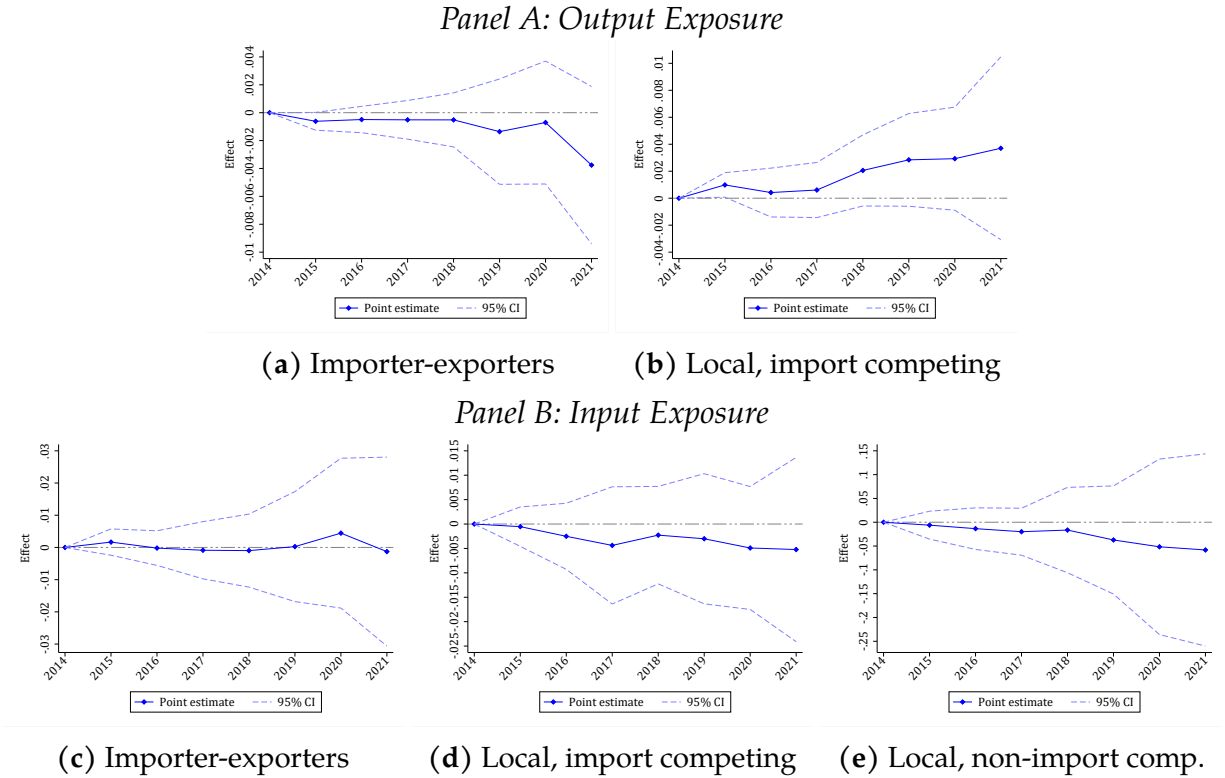 Panel A: Output Exposure
Effect
.004
.002
0
-.002
-.004
-.006
-.008
-.01
2014 2015 2016 2017 2018 2019 2020 2021
Point estimate 95% CI
(a) Importer-exporters
Effect
.01
.008
.006
.004
.002
0
-.002
-.004
2014 2015 2016 2017 2018 2019 2020 2021
Point estimate 95% CI
(b) Local, import competing
Panel B: Input Exposure
Effect
.03
.02
.01
0
-.01
-.02
-.03
2014 2015 2016 2017 2018 2019 2020 2021
Point estimate 95% CI
(c) Importer-exporters
Effect
.015
.01
.005
0
-.005
-.01
-.015
-.02
-.025
2014 2015 2016 2017 2018 2019 2020 2021
Point estimate 95% CI
(d) Local, import competing
Effect
.15
.1
.05
0
-.05
-.1
-.15
-.2
-.25
2014 2015 2016 2017 2018 2019 2020 2021
Point estimate 95% CI
(e) Local, non-import comp.